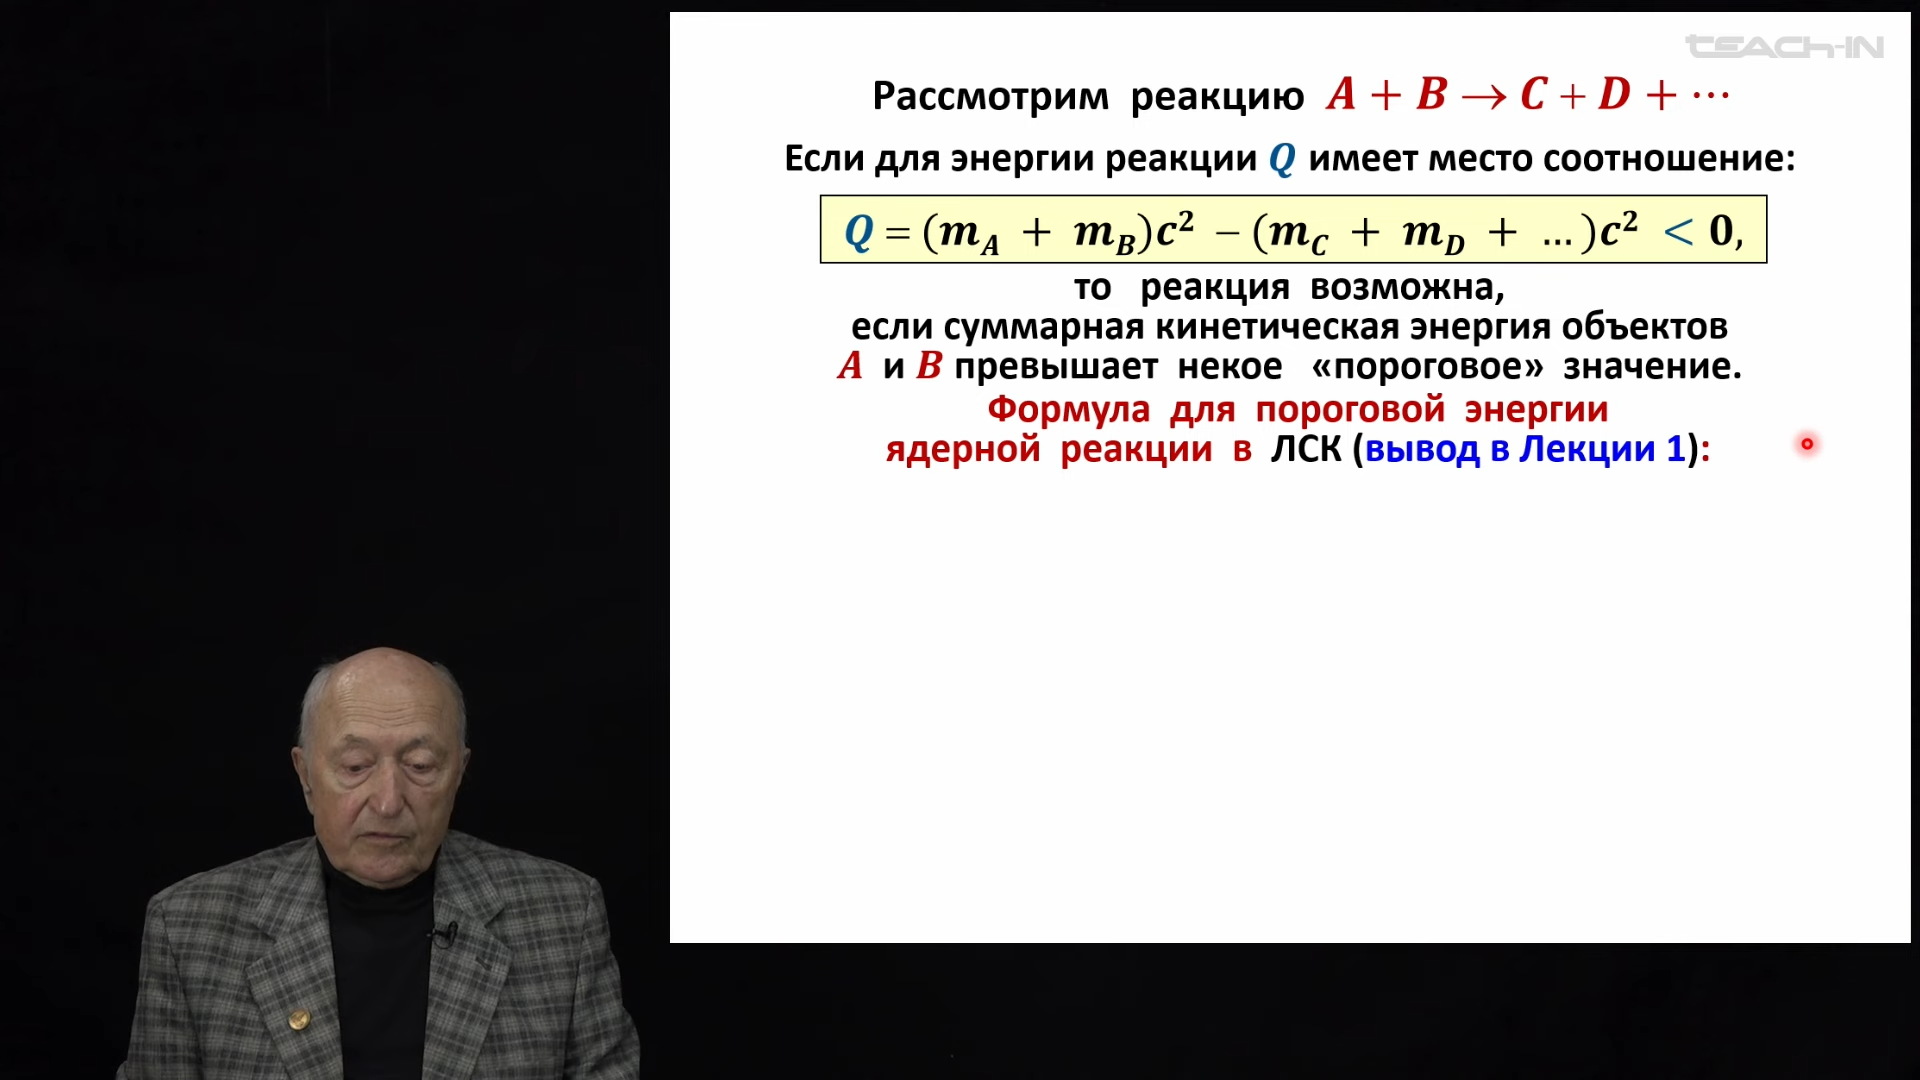 TEACH-IN
Рассмотрим реакцию A + B → C + D + ⋯
Если для энергии реакции Q имеет место соотношение:
Q = (m_A + m_B)c² − (m_C + m_D + … )c² < 0,
то реакция возможна,
если суммарная кинетическая энергия объектов
A и B превышает некое «пороговое» значение.
Формула для пороговой энергии
ядерной реакции в ЛСК (вывод в Лекции 1):